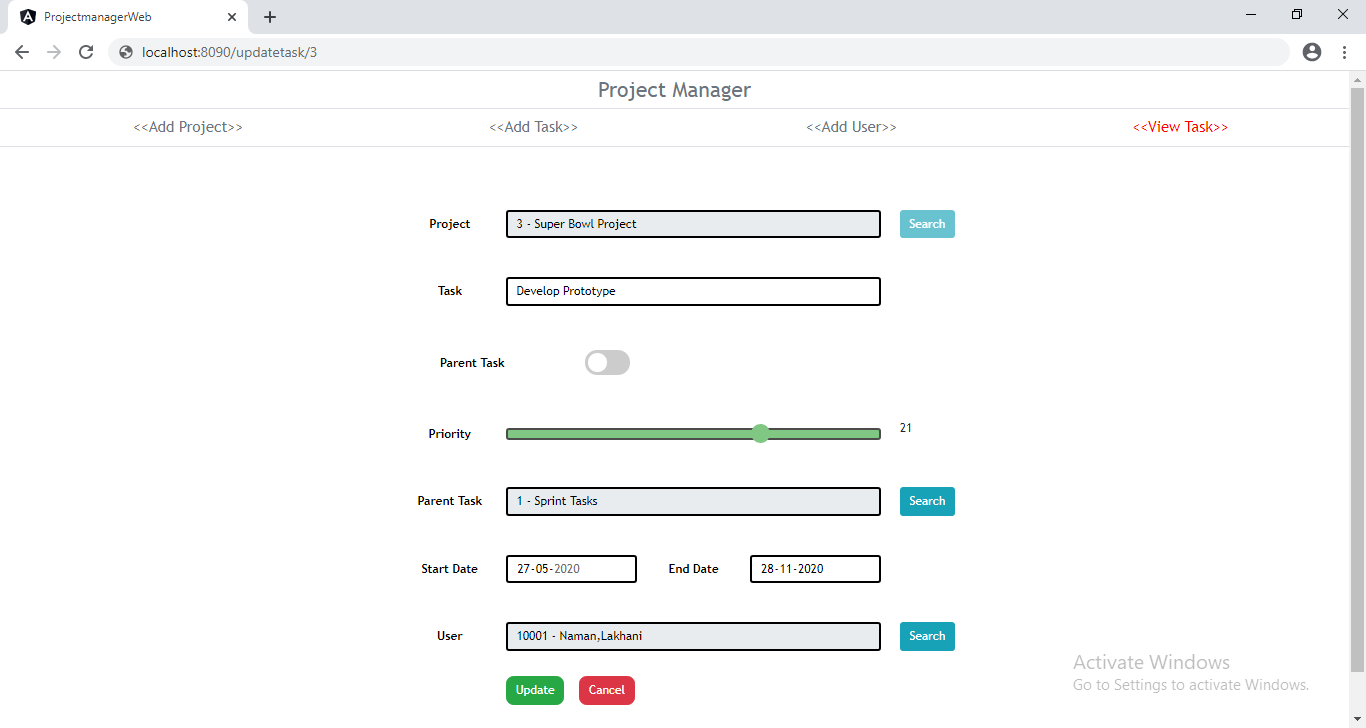 ProjectmanagerWeb
localhost:8090/updatetask/3
Project Manager
<<Add Project>> <<Add Task>> <<Add User>> <<View Task>>
Project 3 - Super Bowl Project Search
Task Develop Prototype
Parent Task
Priority 21
Parent Task 1 - Sprint Tasks Search
Start Date 27-05-2020 End Date 28-11-2020
User 10001 - Naman,Lakhani Search
Activate Windows
Go to Settings to activate Windows.
Update Cancel